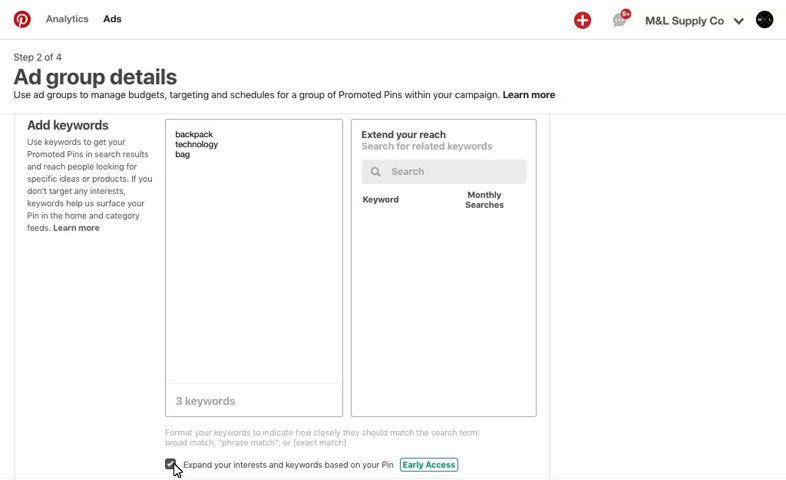 Analytics Ads
9+
M&L Supply Co
Step 2 of 4
Ad group details
Use ad groups to manage budgets, targeting and schedules for a group of Promoted Pins within your campaign. Learn more
Add keywords
Use keywords to get your
Promoted Pins in search results
and reach people looking for
specific ideas or products. If you
don't target any interests,
keywords help us surface your
Pin in the home and category
feeds. Learn more
backpack
technology
bag
3 keywords
Extend your reach
Search for related keywords
Search
Keyword
Monthly
Searches
Format your keywords to indicate how closely they should match the search term:
broad match, "phrase match", or [exact match]
Expand your interests and keywords based on your Pin Early Access